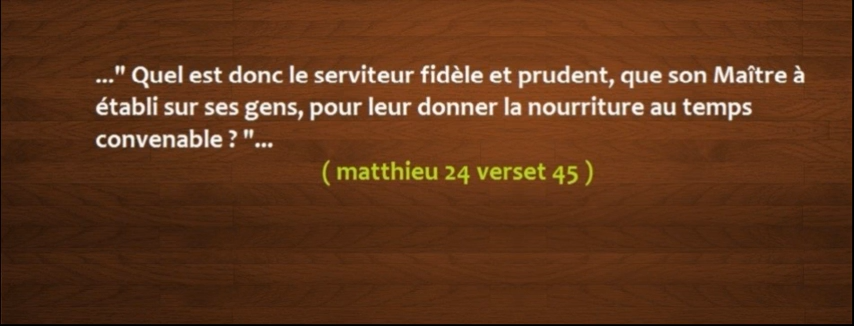 ..." Quel est donc le serviteur fidèle et prudent, que son Maître à
établi sur ses gens, pour leur donner la nourriture au temps
convenable ? "...
( matthieu 24 verset 45 )